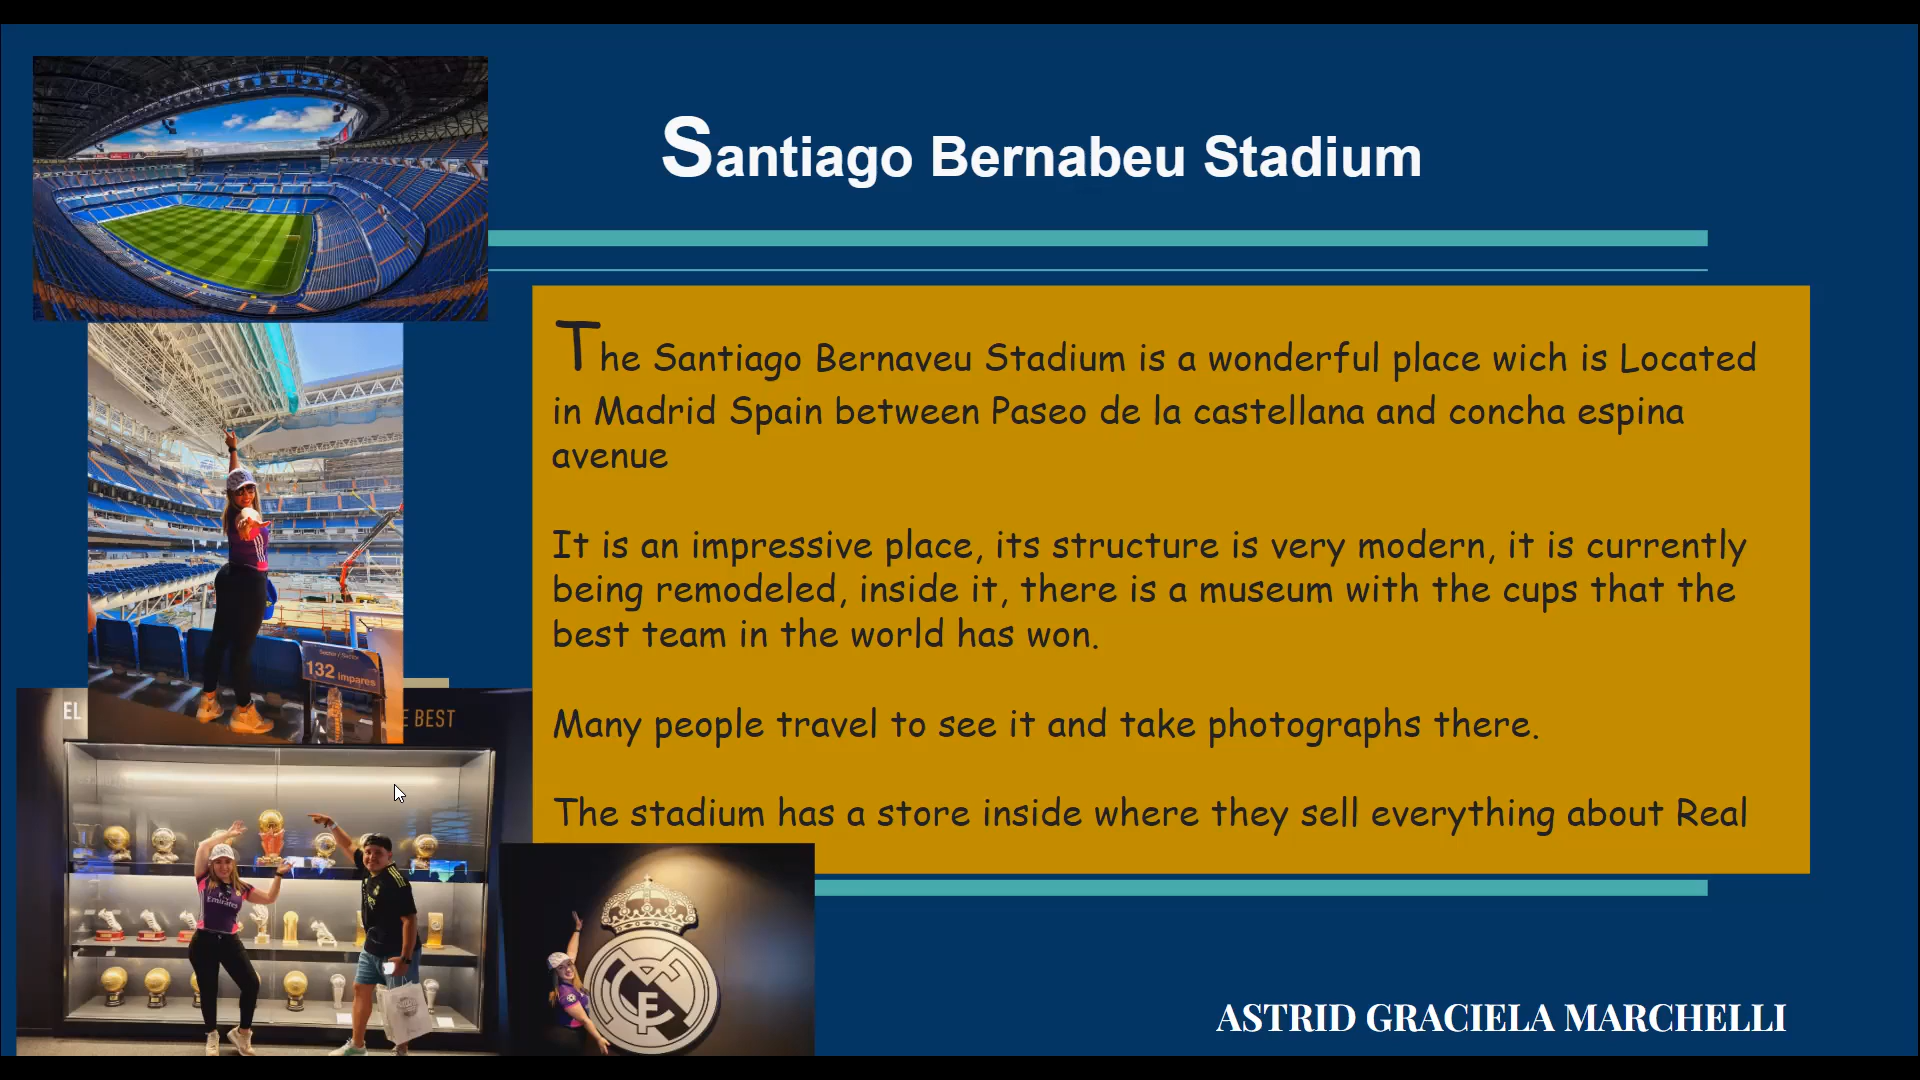 Santiago Bernabeu Stadium
The Santiago Bernaveu Stadium is a wonderful place wich is Located
in Madrid Spain between Paseo de la castellana and concha espina
avenue
It is an impressive place, its structure is very modern, it is currently
being remodeled, inside it, there is a museum with the cups that the
best team in the world has won.
Many people travel to see it and take photographs there.
The stadium has a store inside where they sell everything about Real
132 impares
EL
E BEST
Emirates
ASTRID GRACIELA MARCHELLI